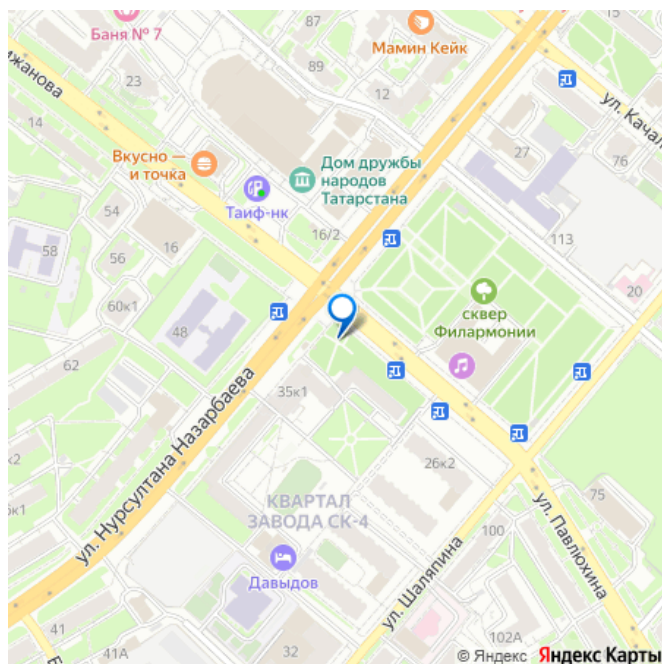 Баня № 7
Мамин Кейк
89
87
23
12
ул. Качал
ижанова
14
27
76
Вкусно —
и точка
Дом дружбы
народов
Татарстана
Таиф-нк
54
16/2
113
58
16
56
20
60к1
сквер
Филармонии
48
62
35к1
ул. Нурсултана Назарбаева
к2
26к2
6к1
КВАРТАЛ
ЗАВОДА СК-4
75
ул. Павлюхина
100
Давыдов
ул. Шаляпина
41
41А
32
102А
© Яндекс Яндекс Карты